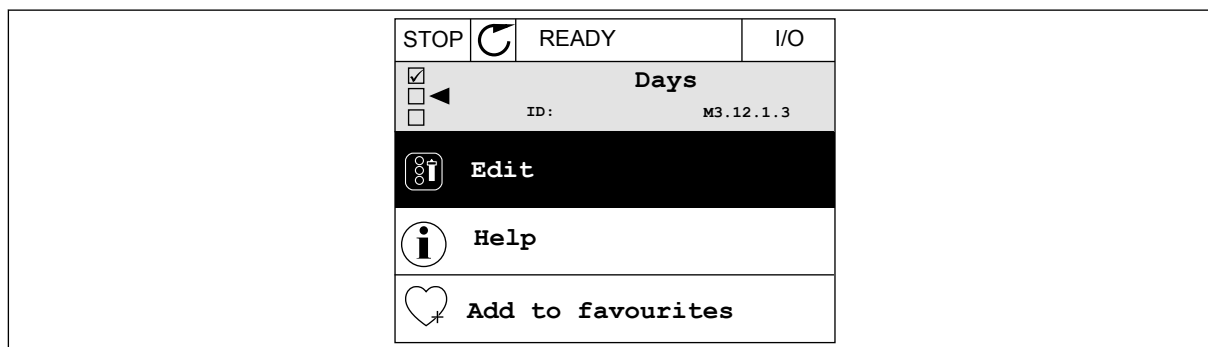 STOP READY I/O
Days
ID: M3.12.1.3
Edit
Help
Add to favourites